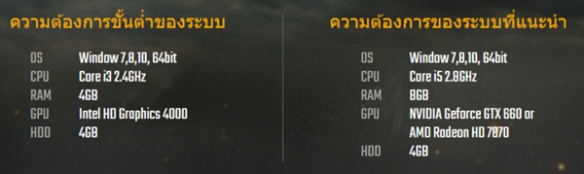 ความต้องการขั้นต่ำของระบบ
OS Window 7,8,10, 64bit
CPU Core i3 2.4GHz
RAM 4GB
GPU Intel HD Graphics 4000
HDD 4GB
ความต้องการของระบบที่แนะนำ
OS Window 7,8,10, 64bit
CPU Core i5 2.8GHz
RAM 8GB
GPU NVIDIA Geforce GTX 660 or
AMD Radeon HD 7870
HDD 4GB